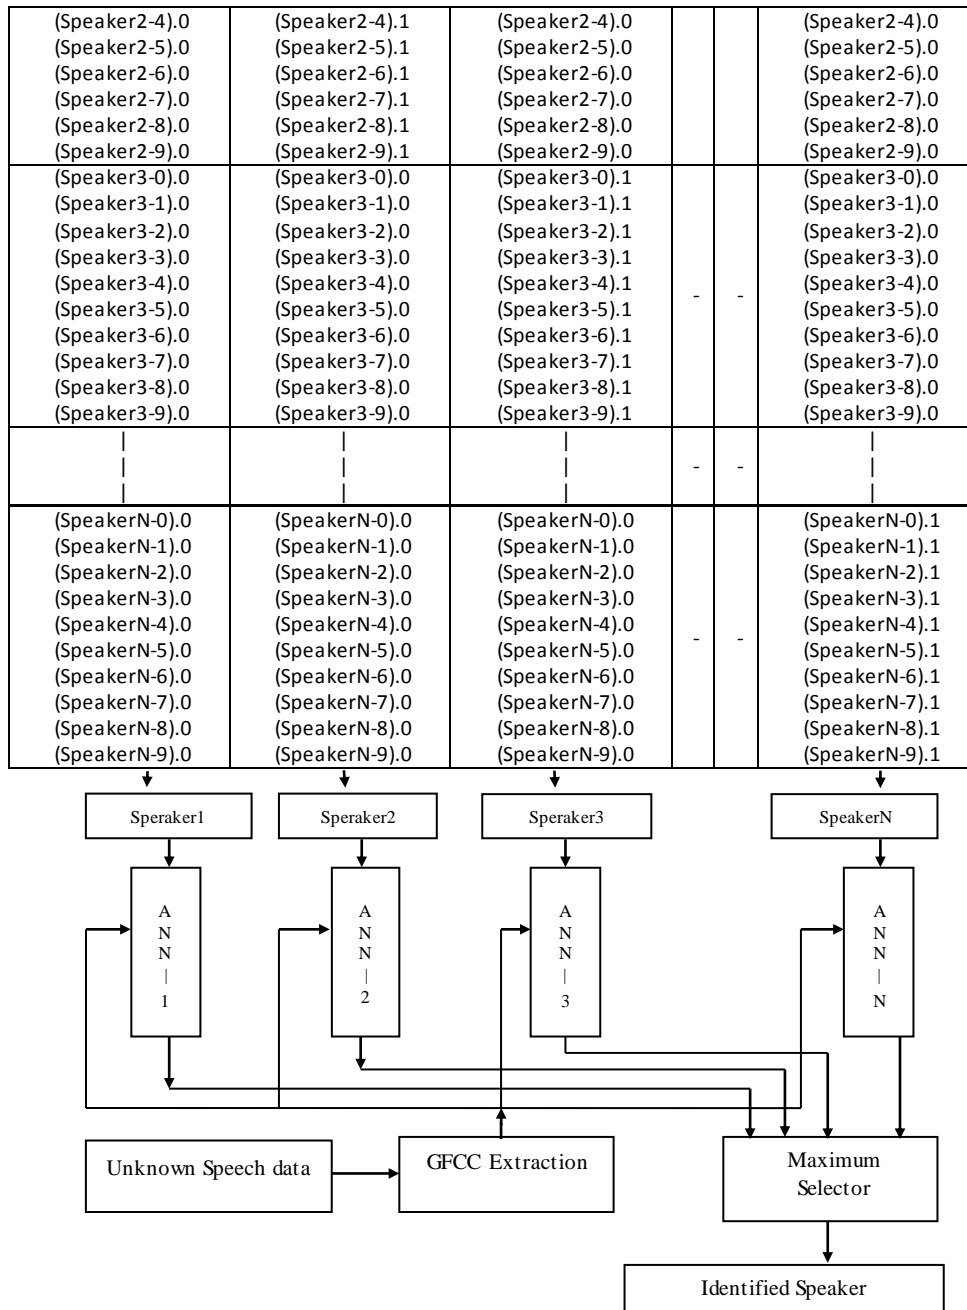 (Speaker2-4).0 (Speaker2-4).1 (Speaker2-4).0 (Speaker2-4).0
(Speaker2-5).0 (Speaker2-5).1 (Speaker2-5).0 (Speaker2-5).0
(Speaker2-6).0 (Speaker2-6).1 (Speaker2-6).0 (Speaker2-6).0
(Speaker2-7).0 (Speaker2-7).1 (Speaker2-7).0 (Speaker2-7).0
(Speaker2-8).0 (Speaker2-8).1 (Speaker2-8).0 (Speaker2-8).0
(Speaker2-9).0 (Speaker2-9).1 (Speaker2-9).0 (Speaker2-9).0
(Speaker3-0).0 (Speaker3-0).0 (Speaker3-0).1 (Speaker3-0).0
(Speaker3-1).0 (Speaker3-1).0 (Speaker3-1).1 (Speaker3-1).0
(Speaker3-2).0 (Speaker3-2).0 (Speaker3-2).1 (Speaker3-2).0
(Speaker3-3).0 (Speaker3-3).0 (Speaker3-3).1 (Speaker3-3).0
(Speaker3-4).0 (Speaker3-4).0 (Speaker3-4).1 (Speaker3-4).0
(Speaker3-5).0 (Speaker3-5).0 (Speaker3-5).1 - - (Speaker3-5).0
(Speaker3-6).0 (Speaker3-6).0 (Speaker3-6).1 (Speaker3-6).0
(Speaker3-7).0 (Speaker3-7).0 (Speaker3-7).1 (Speaker3-7).0
(Speaker3-8).0 (Speaker3-8).0 (Speaker3-8).1 (Speaker3-8).0
(Speaker3-9).0 (Speaker3-9).0 (Speaker3-9).1 (Speaker3-9).0
| | | |
| | | - - |
| | | |
(SpeakerN-0).0 (SpeakerN-0).0 (SpeakerN-0).0 (SpeakerN-0).1
(SpeakerN-1).0 (SpeakerN-1).0 (SpeakerN-1).0 (SpeakerN-1).1
(SpeakerN-2).0 (SpeakerN-2).0 (SpeakerN-2).0 (SpeakerN-2).1
(SpeakerN-3).0 (SpeakerN-3).0 (SpeakerN-3).0 (SpeakerN-3).1
(SpeakerN-4).0 (SpeakerN-4).0 (SpeakerN-4).0 (SpeakerN-4).1
(SpeakerN-5).0 (SpeakerN-5).0 (SpeakerN-5).0 - - (SpeakerN-5).1
(SpeakerN-6).0 (SpeakerN-6).0 (SpeakerN-6).0 (SpeakerN-6).1
(SpeakerN-7).0 (SpeakerN-7).0 (SpeakerN-7).0 (SpeakerN-7).1
(SpeakerN-8).0 (SpeakerN-8).0 (SpeakerN-8).0 (SpeakerN-8).1
(SpeakerN-9).0 (SpeakerN-9).0 (SpeakerN-9).0 (SpeakerN-9).1
Speraker1 Speraker2 Speraker3 SpeakerN
A A A A
N N N N
N N N N
| | | |
1 2 3 N
Unknown Speech data
GFCC Extraction
Maximum
Selector
Identified Speaker